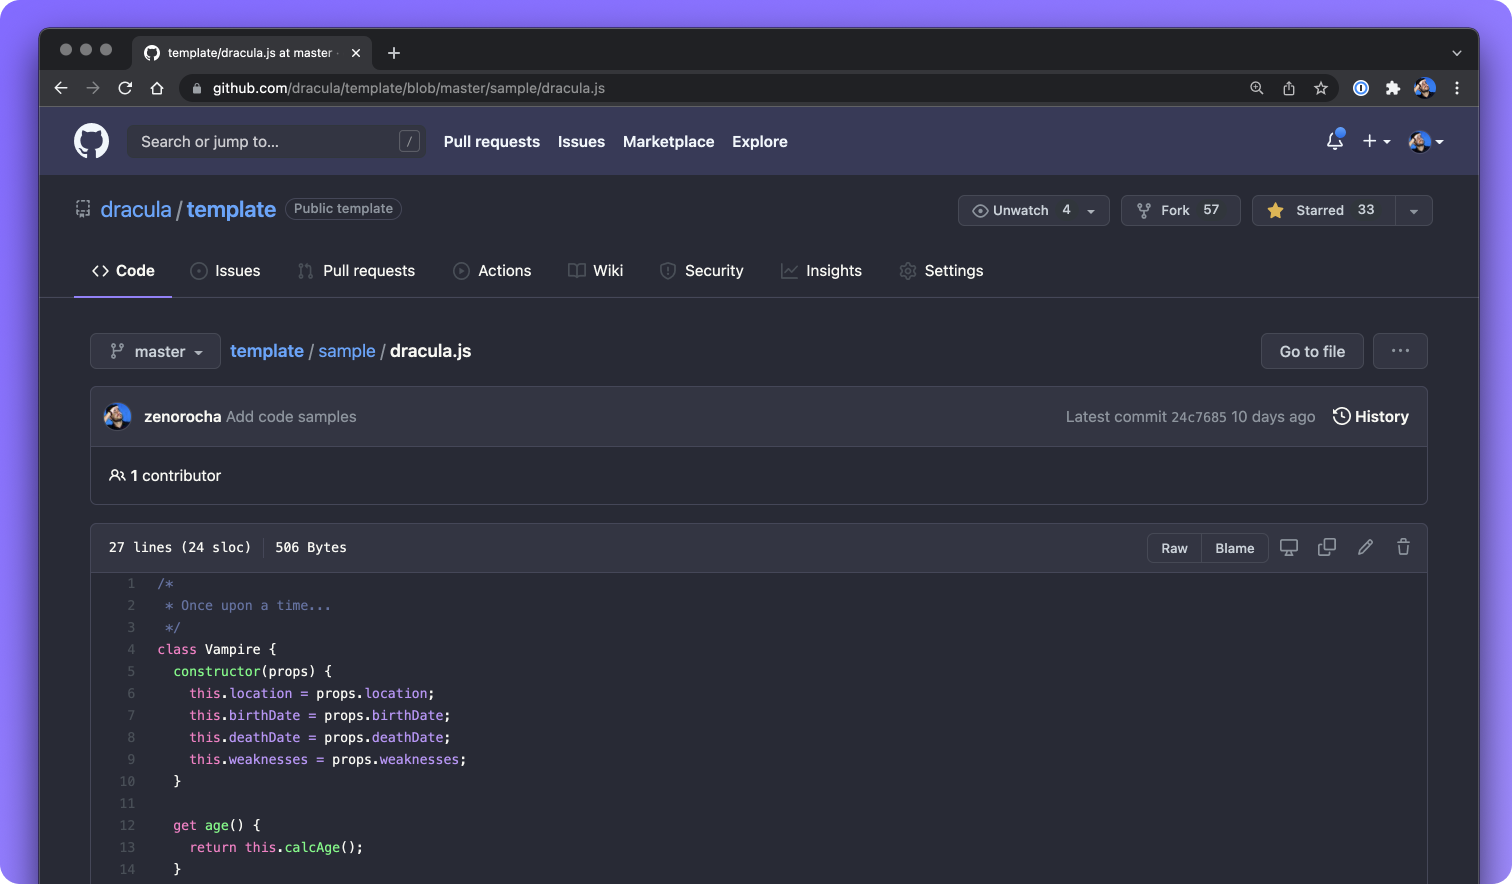 template/dracula.js at master
github.com/dracula/template/blob/master/sample/dracula.js
Search or jump to... / Pull requests Issues Marketplace Explore
dracula / template Public template Unwatch 4 Fork 57 Starred 33
Code Issues Pull requests Actions Wiki Security Insights Settings
master template / sample / dracula.js Go to file ...
zenorocha Add code samples Latest commit 24c7685 10 days ago History
1 contributor
27 lines (24 sloc) 506 Bytes Raw Blame
1 /*
2  * Once upon a time...
3  */
4 class Vampire {
5   constructor(props) {
6     this.location = props.location;
7     this.birthDate = props.birthDate;
8     this.deathDate = props.deathDate;
9     this.weaknesses = props.weaknesses;
10   }
11
12   get age() {
13     return this.calcAge();
14   }